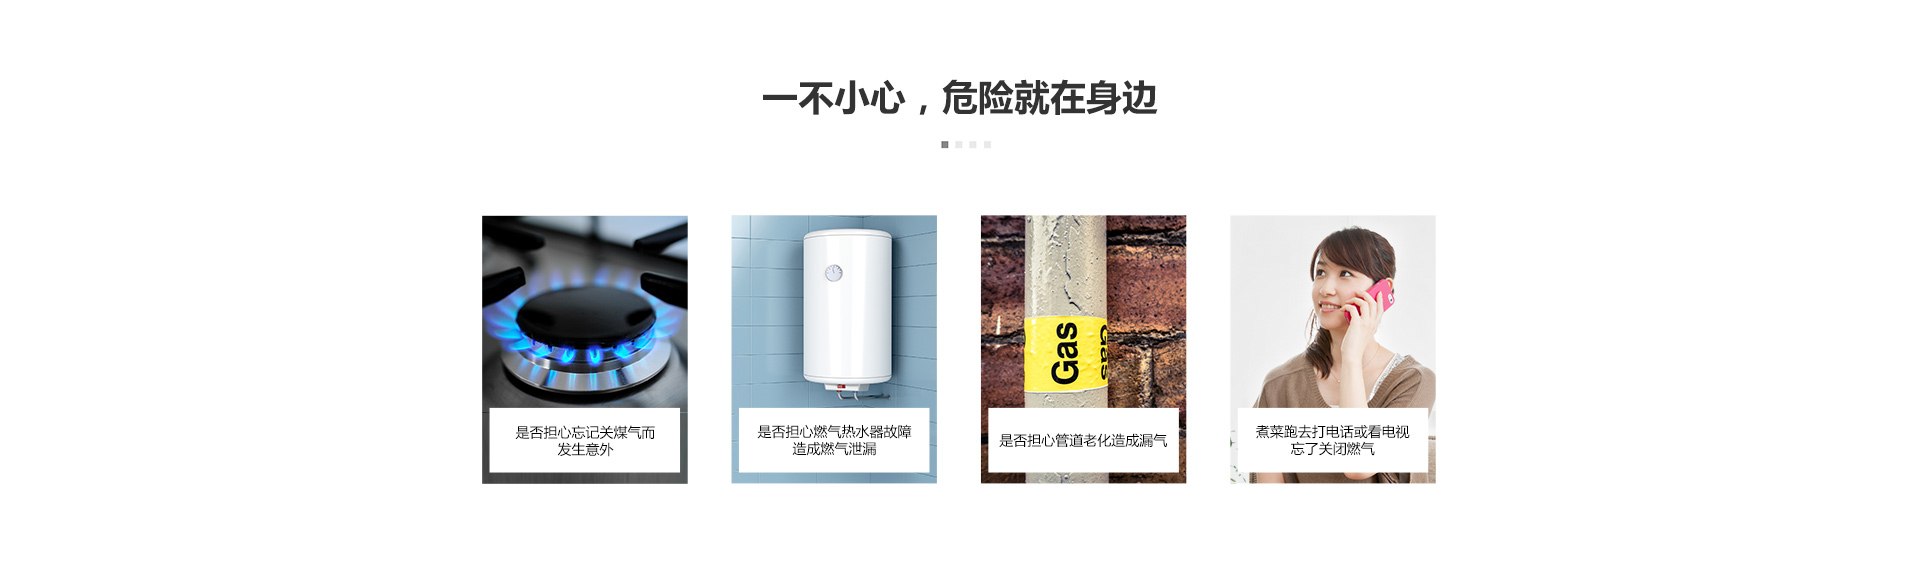 一不小心，危险就在身边
是否担心忘记关煤气而
发生意外
是否担心燃气热水器故障
造成燃气泄漏
Gas
Gas
是否担心管道老化造成漏气
煮菜跑去打电话或看电视
忘了关闭燃气